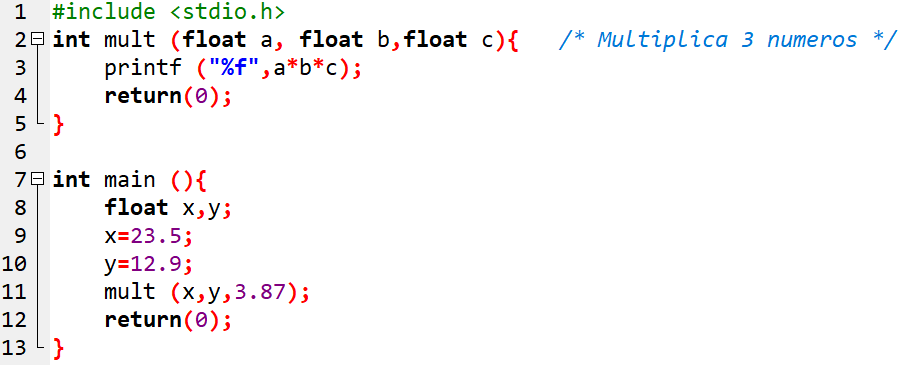 1 #include <stdio.h>
2 int mult (float a, float b,float c){ /* Multiplica 3 numeros */
3 printf ("%f",a*b*c);
4 return(0);
5 }
6
7 int main (){
8 float x,y;
9 x=23.5;
10 y=12.9;
11 mult (x,y,3.87);
12 return(0);
13 }